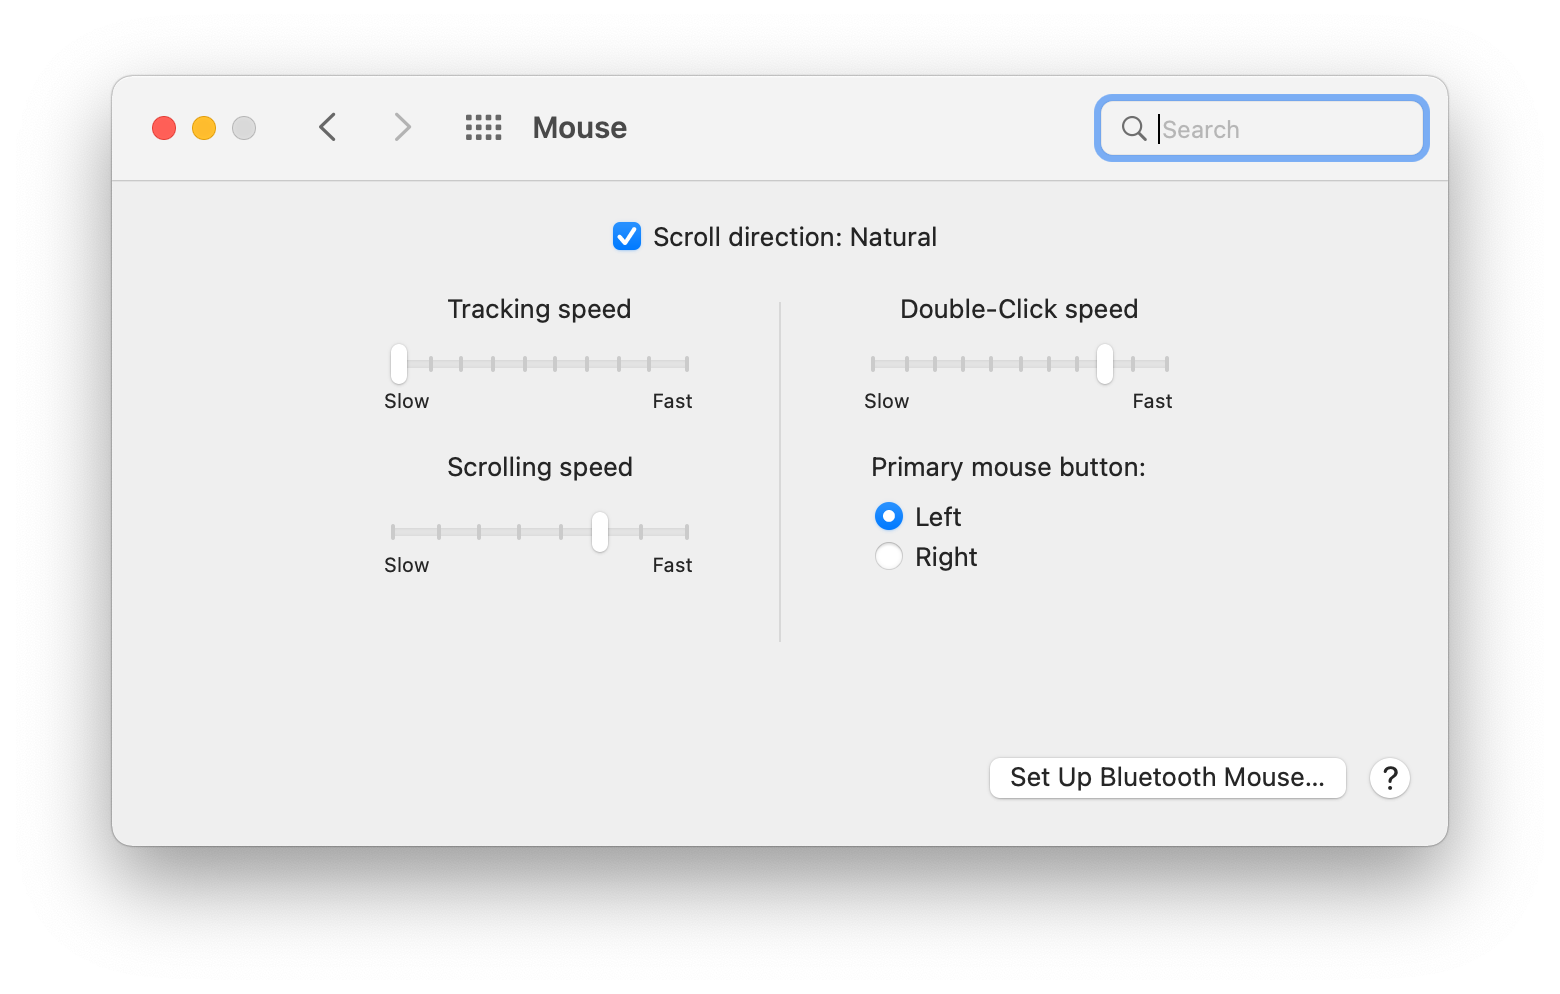 Mouse
Search
Scroll direction: Natural
Tracking speed
Slow Fast
Scrolling speed
Slow Fast
Double-Click speed
Slow Fast
Primary mouse button:
Left
Right
Set Up Bluetooth Mouse...
?